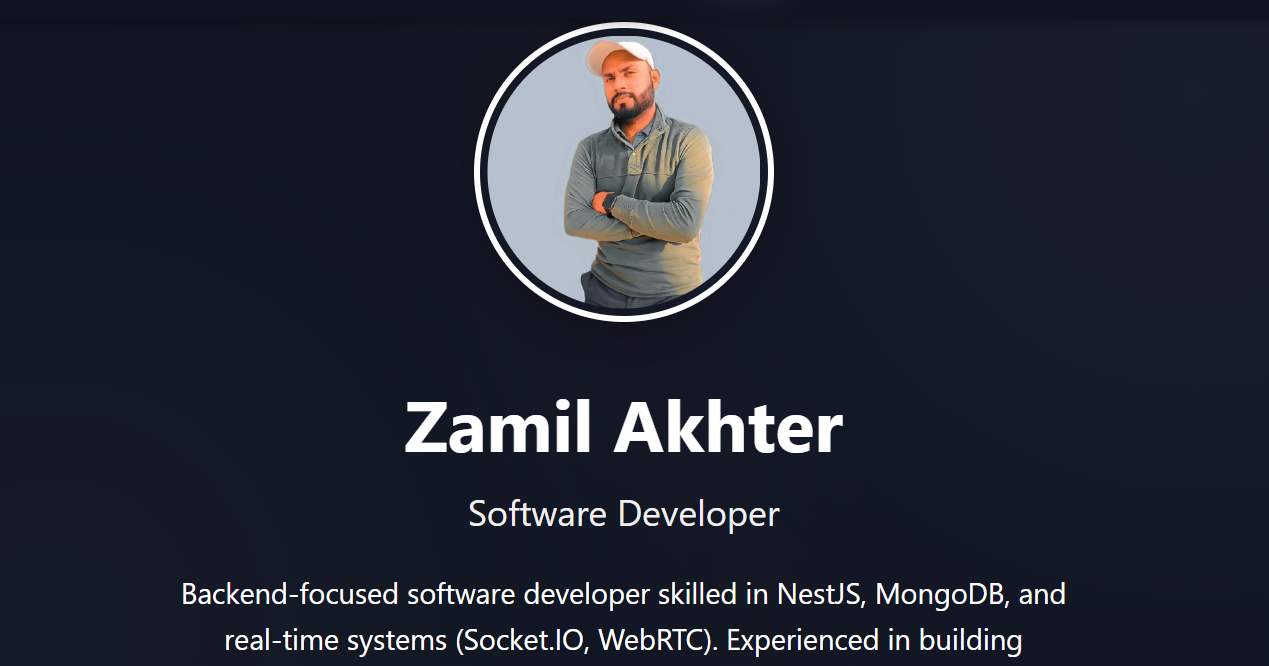 Zamil Akhter
Software Developer
Backend-focused software developer skilled in NestJS, MongoDB, and
real-time systems (Socket.IO, WebRTC). Experienced in building